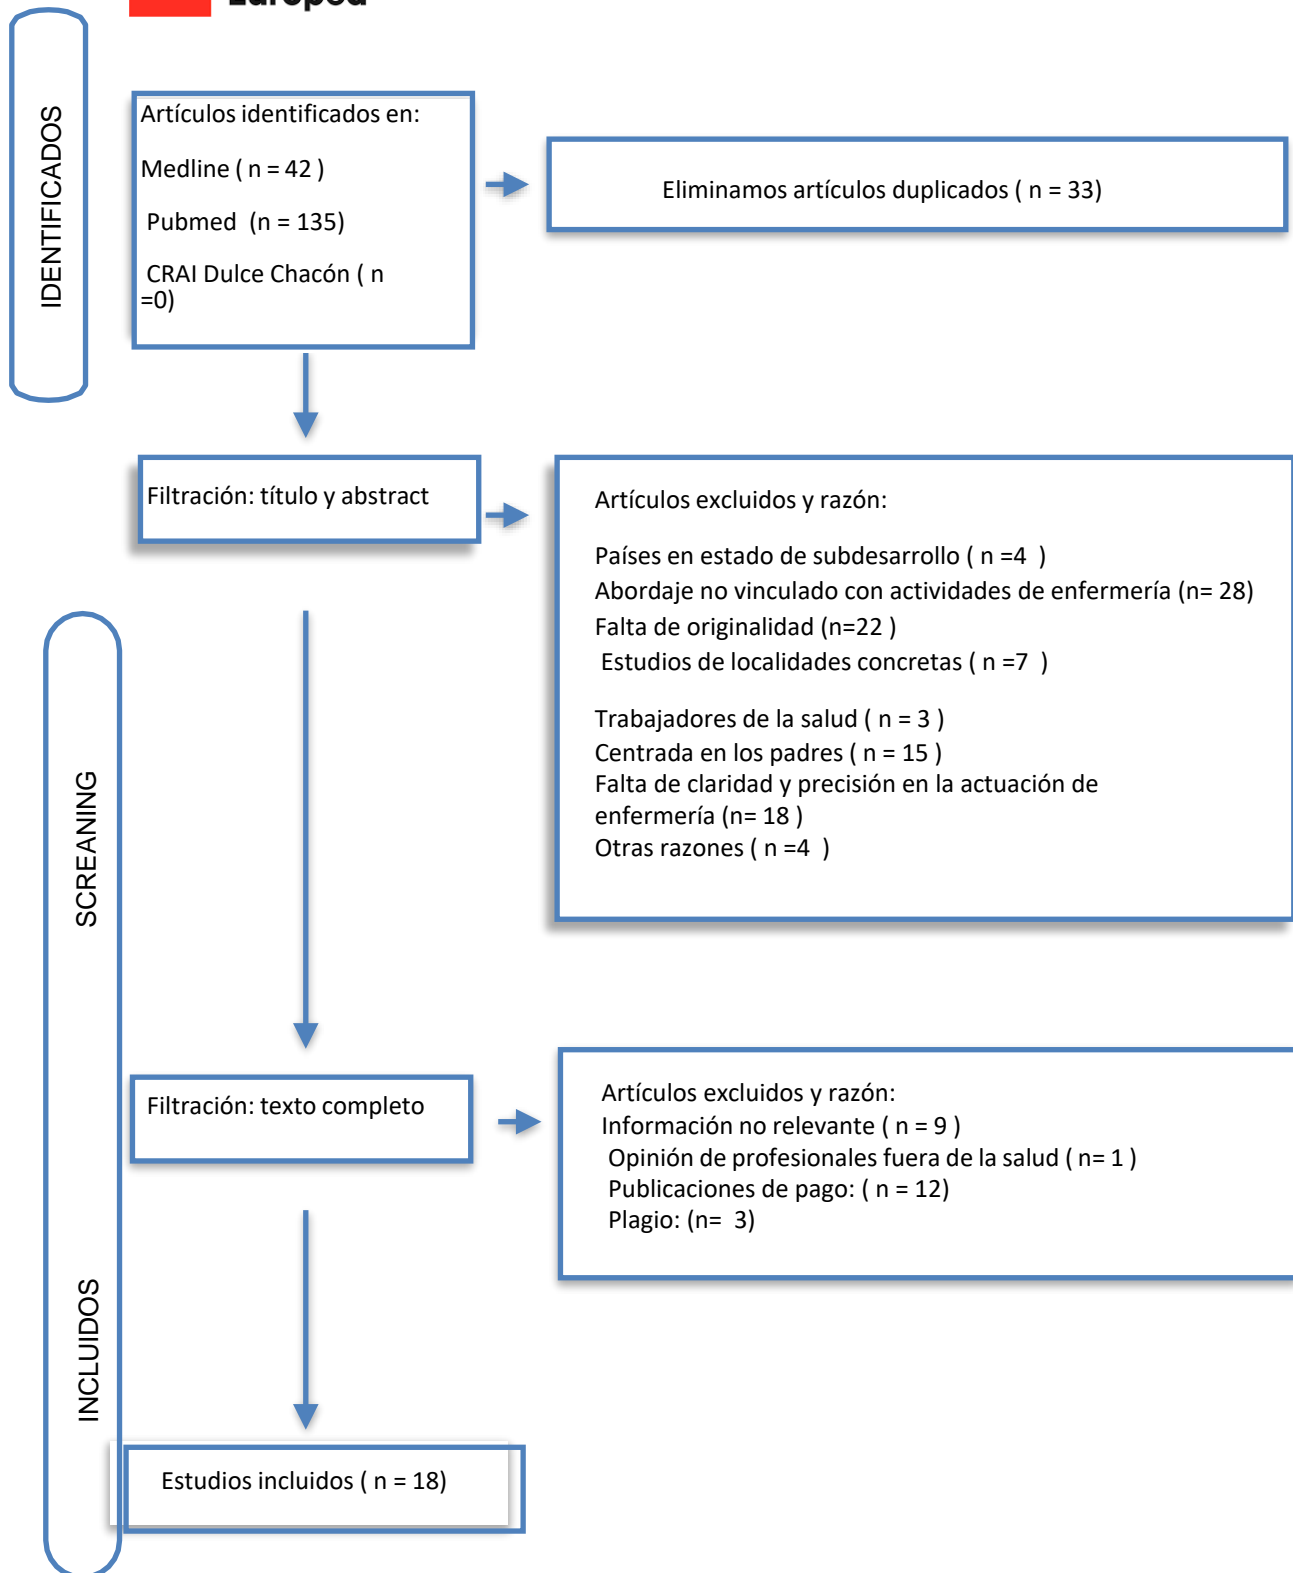 Europea
IDENTIFICADOS
Artículos identificados en:
Medline ( n = 42 )
Pubmed (n = 135)
CRAI Dulce Chacón ( n
=0)
Eliminamos artículos duplicados ( n = 33)
Filtración: título y abstract
Artículos excluidos y razón:
Países en estado de subdesarrollo ( n =4 )
Abordaje no vinculado con actividades de enfermería (n= 28)
Falta de originalidad (n=22 )
Estudios de localidades concretas ( n =7 )
Trabajadores de la salud ( n = 3 )
Centrada en los padres ( n = 15 )
Falta de claridad y precisión en la actuación de
enfermería (n= 18 )
Otras razones ( n =4 )
SCREANING
Filtración: texto completo
Artículos excluidos y razón:
Información no relevante ( n = 9 )
Opinión de profesionales fuera de la salud ( n= 1 )
Publicaciones de pago: ( n = 12)
Plagio: (n= 3)
INCLUIDOS
Estudios incluidos ( n = 18)